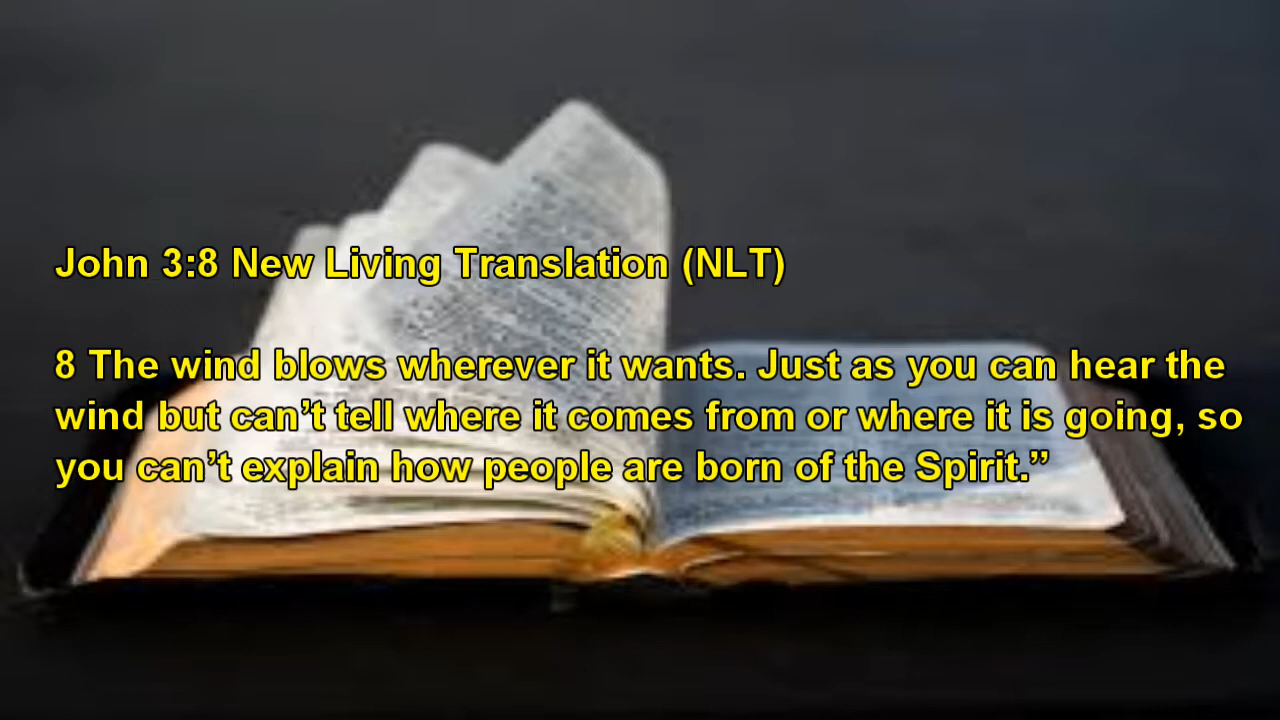 John 3:8 New Living Translation (NLT)
8 The wind blows wherever it wants. Just as you can hear the
wind but can’t tell where it comes from or where it is going, so
you can’t explain how people are born of the Spirit.”